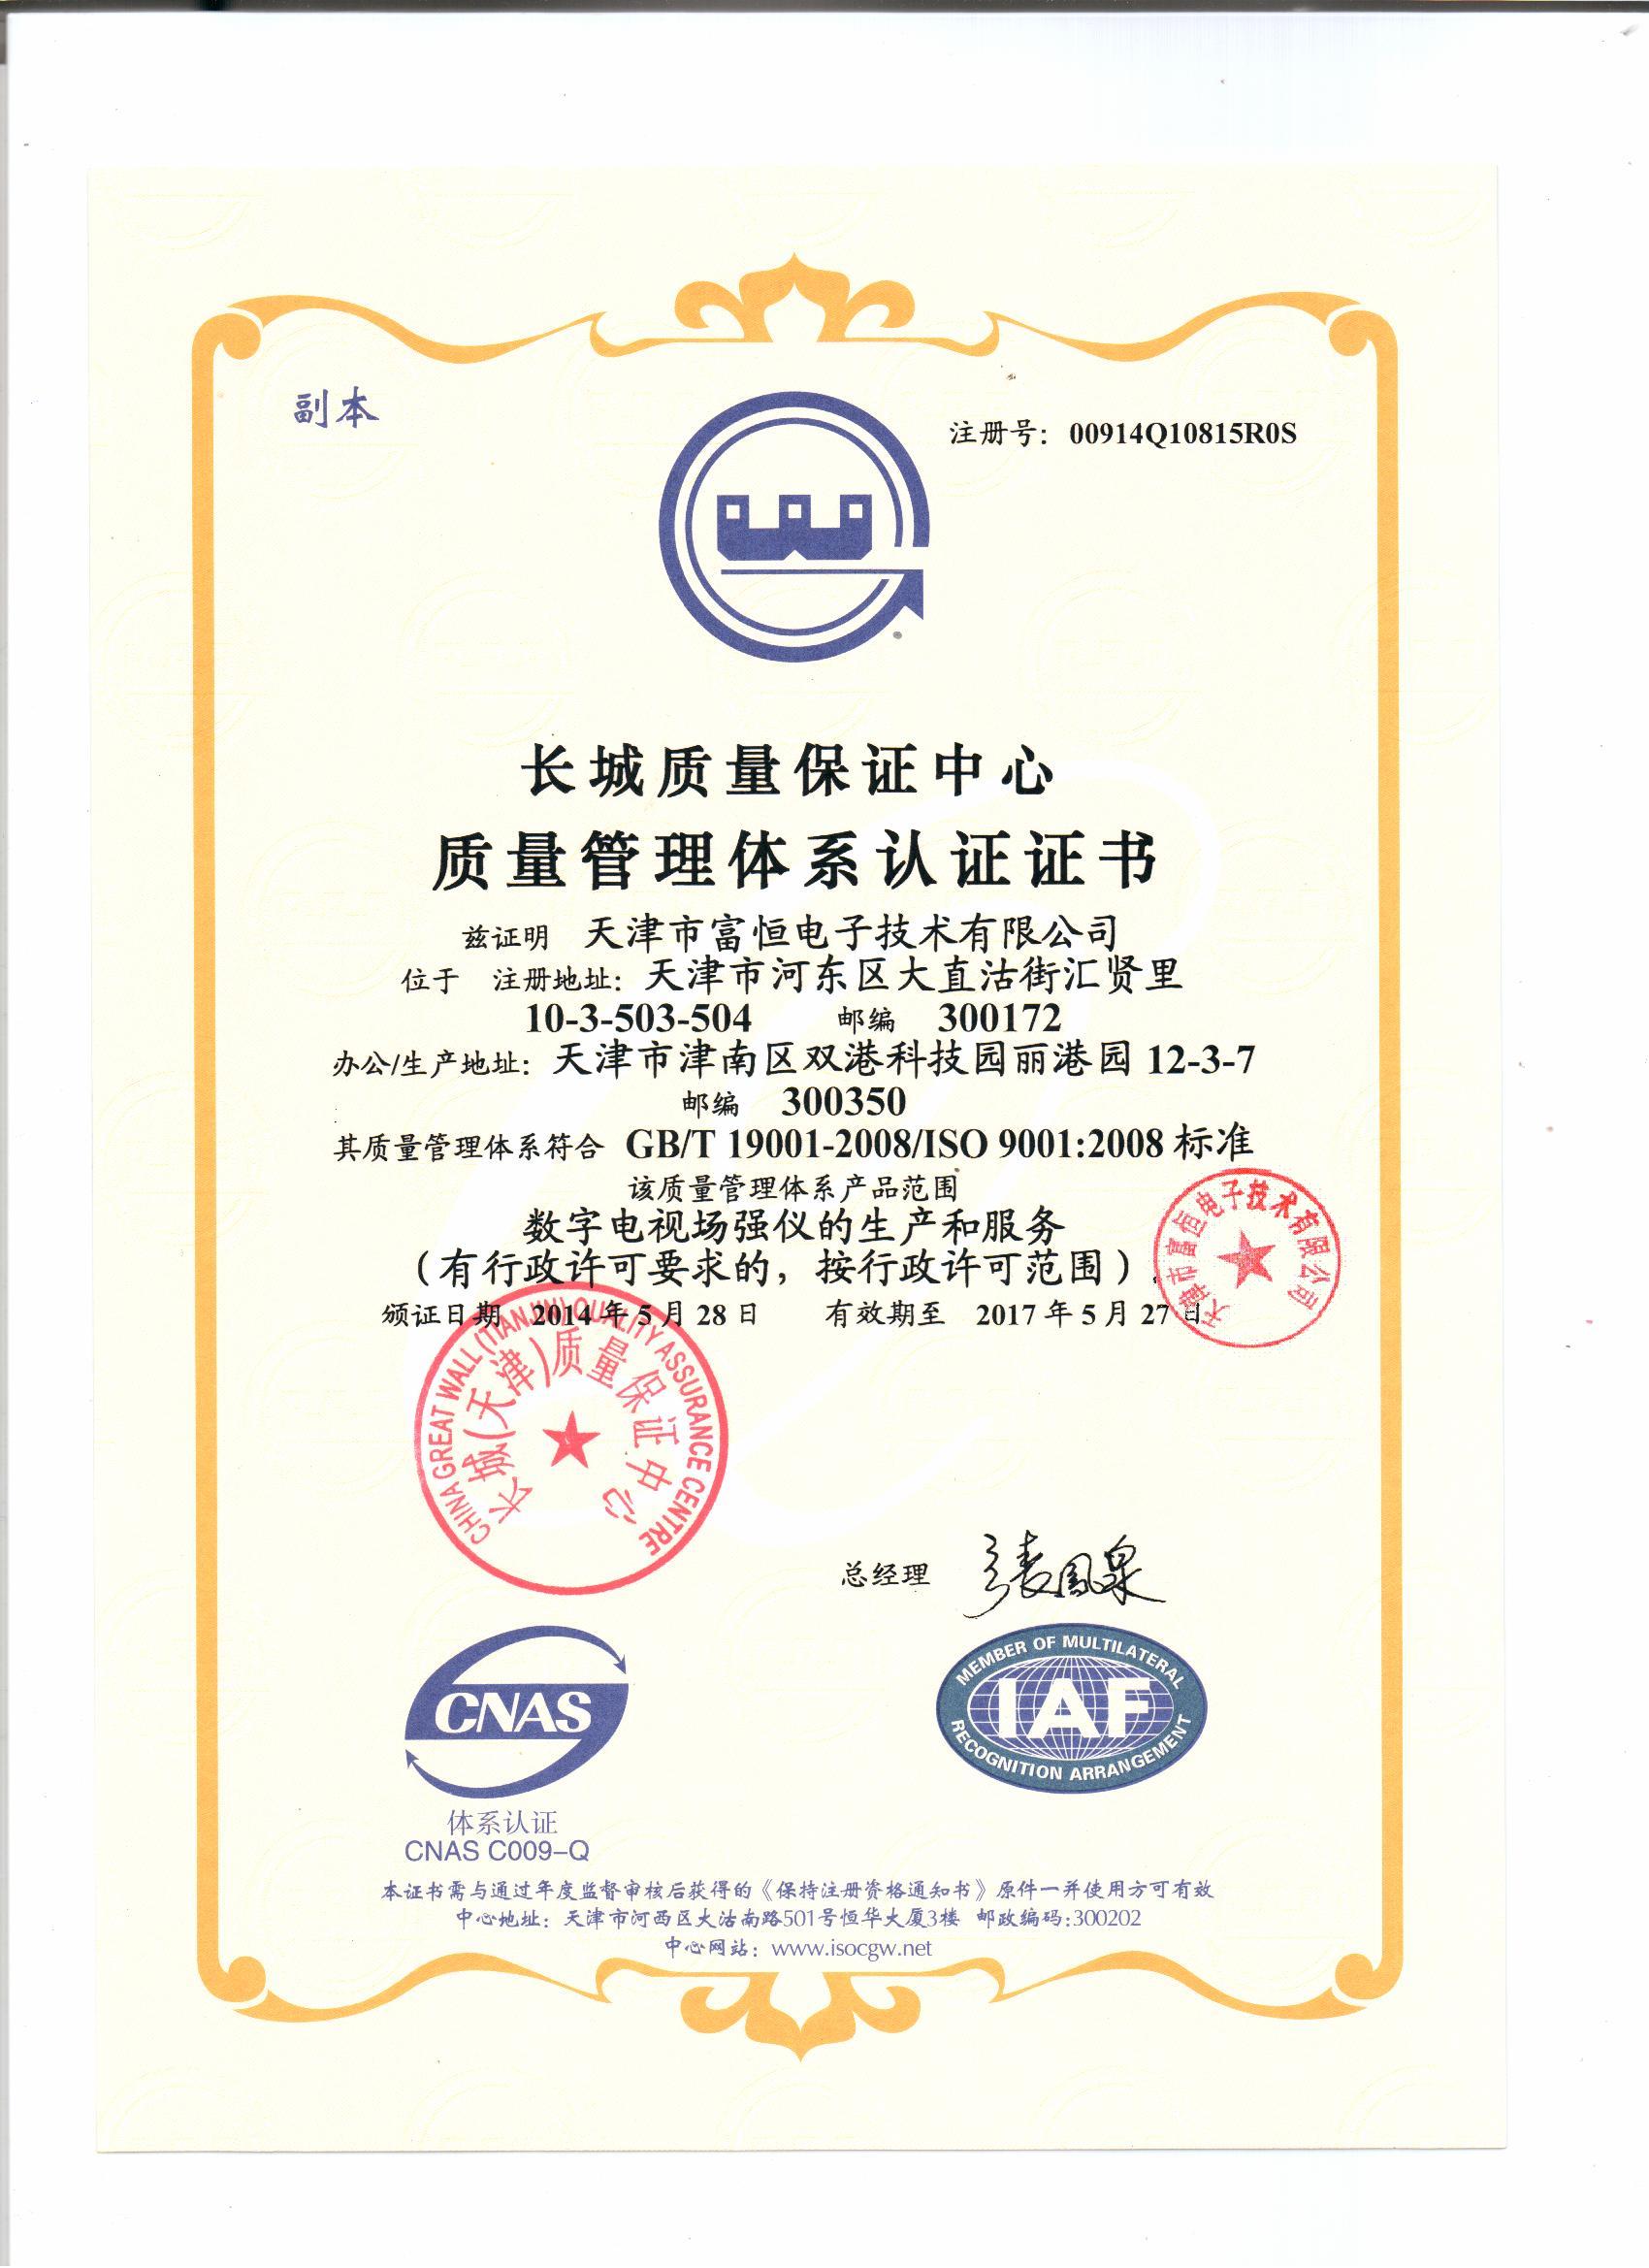 副本
注册号：00914Q10815R0S
长城质量保证中心
质量管理体系认证证书
兹证明 天津市富恒电子技术有限公司
位于 注册地址：天津市河东区大直沽街汇贤里
10-3-503-504 邮编 300172
办公/生产地址：天津市津南区双港科技园丽港园 12-3-7
邮编 300350
其质量管理体系符合 GB/T 19001-2008/ISO 9001:2008 标准
该质量管理体系产品范围
数字电视场强仪的生产和服务
（有行政许可要求的，按行政许可范围）
颁证日期 2014 年 5 月 28 日 有效期至 2017 年 5 月 27 日
天津市富恒电子技术有限公司
CHINA GREAT WALL (TIANJIN) QUALITY ASSURANCE CENTRE
长城(天津)质量保证中心
总经理
CNAS
MEMBER OF MULTILATERAL
IAF
RECOGNITION ARRANGEMENT
体系认证
CNAS C009-Q
本证书需与通过年度监督审核后获得的《保持注册资格通知书》原件一并使用方可有效
中心地址：天津市河西区大沽南路501号恒华大厦3楼 邮政编码:300202
中心网站：www.isocgw.net